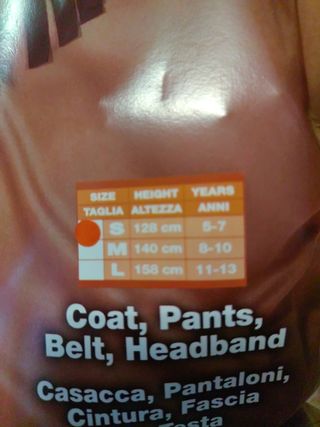 SIZE HEIGHT YEARS
TAGLIA ALTEZZA ANNI
S 128 cm 5-7
M 140 cm 8-10
L 158 cm 11-13
Coat, Pants,
Belt, Headband
Casacca, Pantaloni,
Cintura, Fascia
Testa